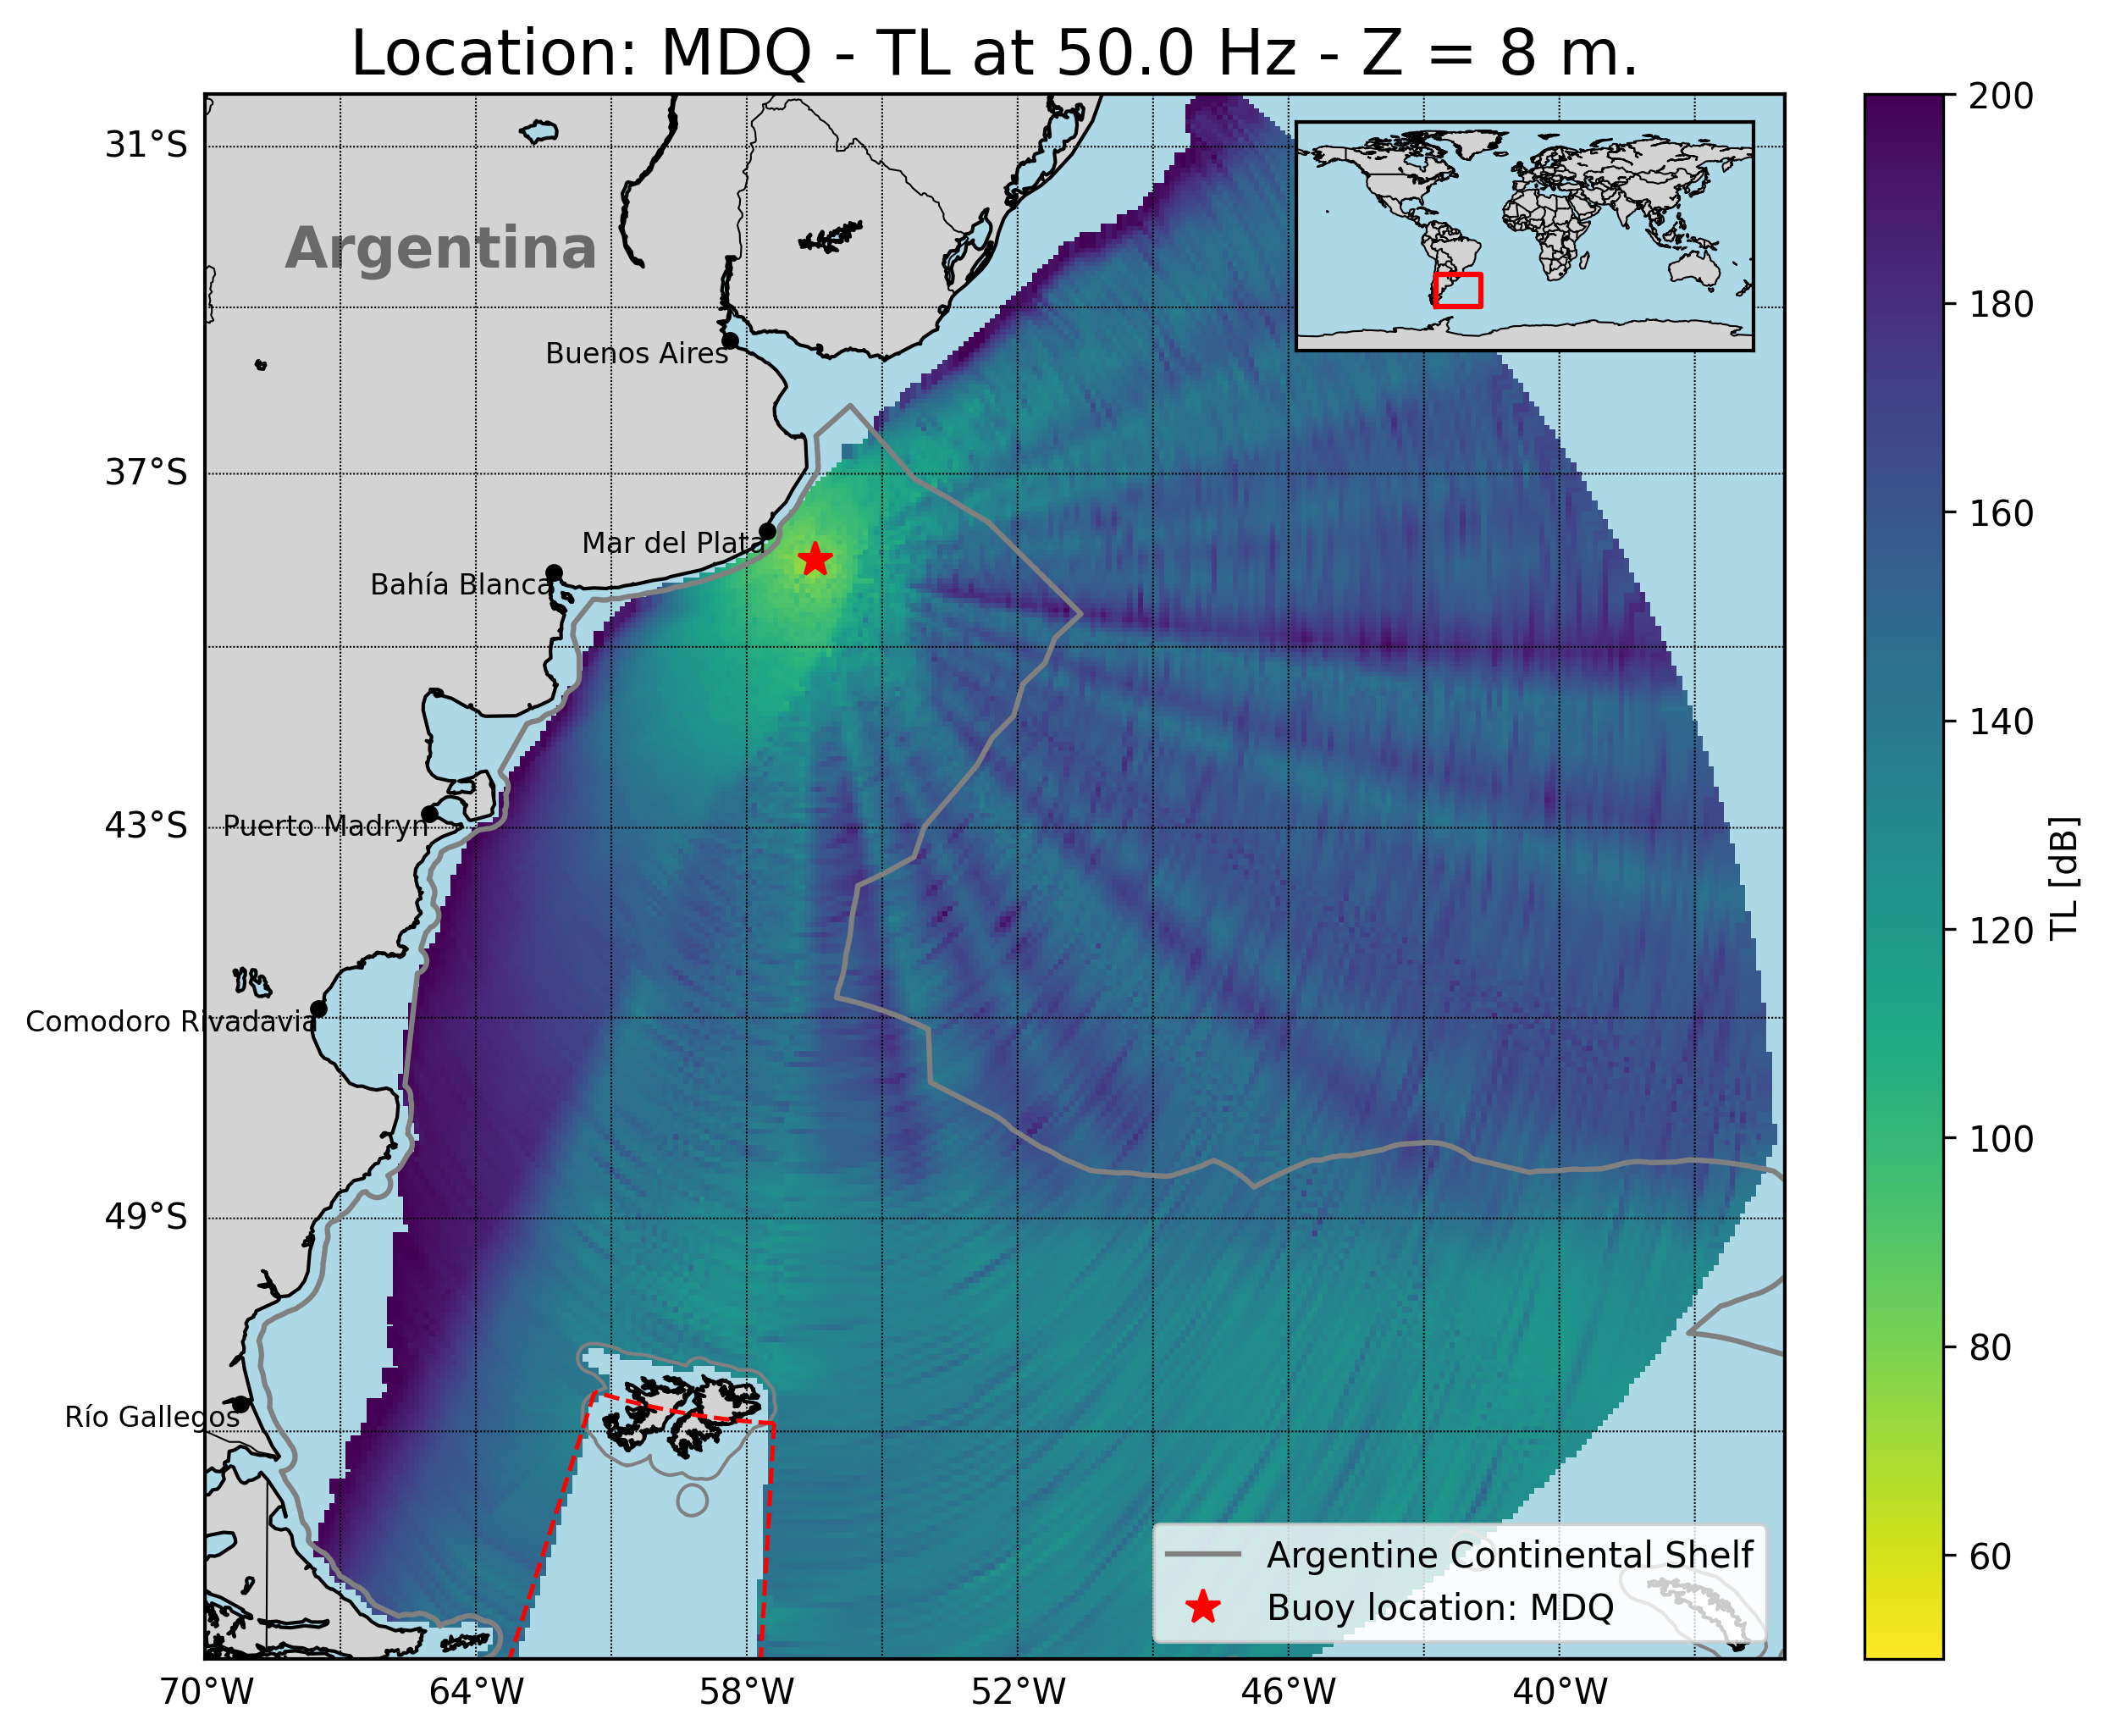 Location: MDQ - TL at 50.0 Hz - Z = 8 m.
31°S
Argentina
Buenos Aires
37°S
Mar del Plata
Bahía Blanca
43°S
Puerto Madryn
Comodoro Rivadavia
49°S
Río Gallegos
70°W
64°W
58°W
52°W
46°W
40°W
Argentine Continental Shelf
Buoy location: MDQ
200
180
160
140
120
100
80
60
TL [dB]